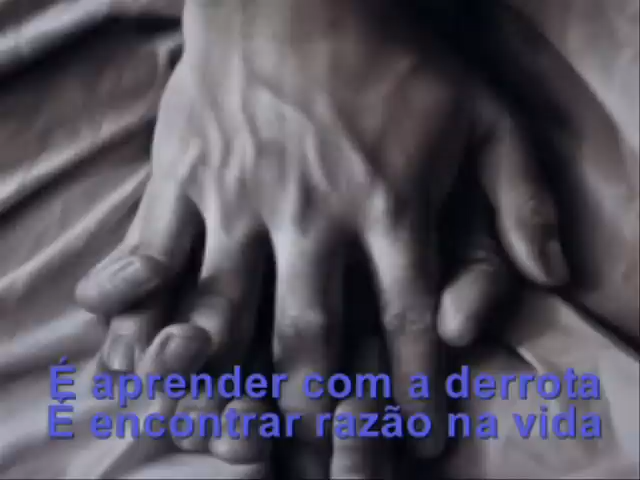 É aprender com a derrota
É encontrar razão na vida